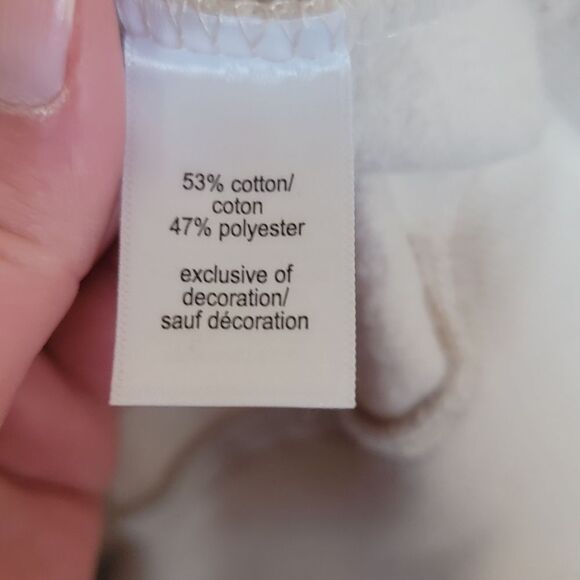 53% cotton/
coton
47% polyester
exclusive of
decoration/
sauf décoration